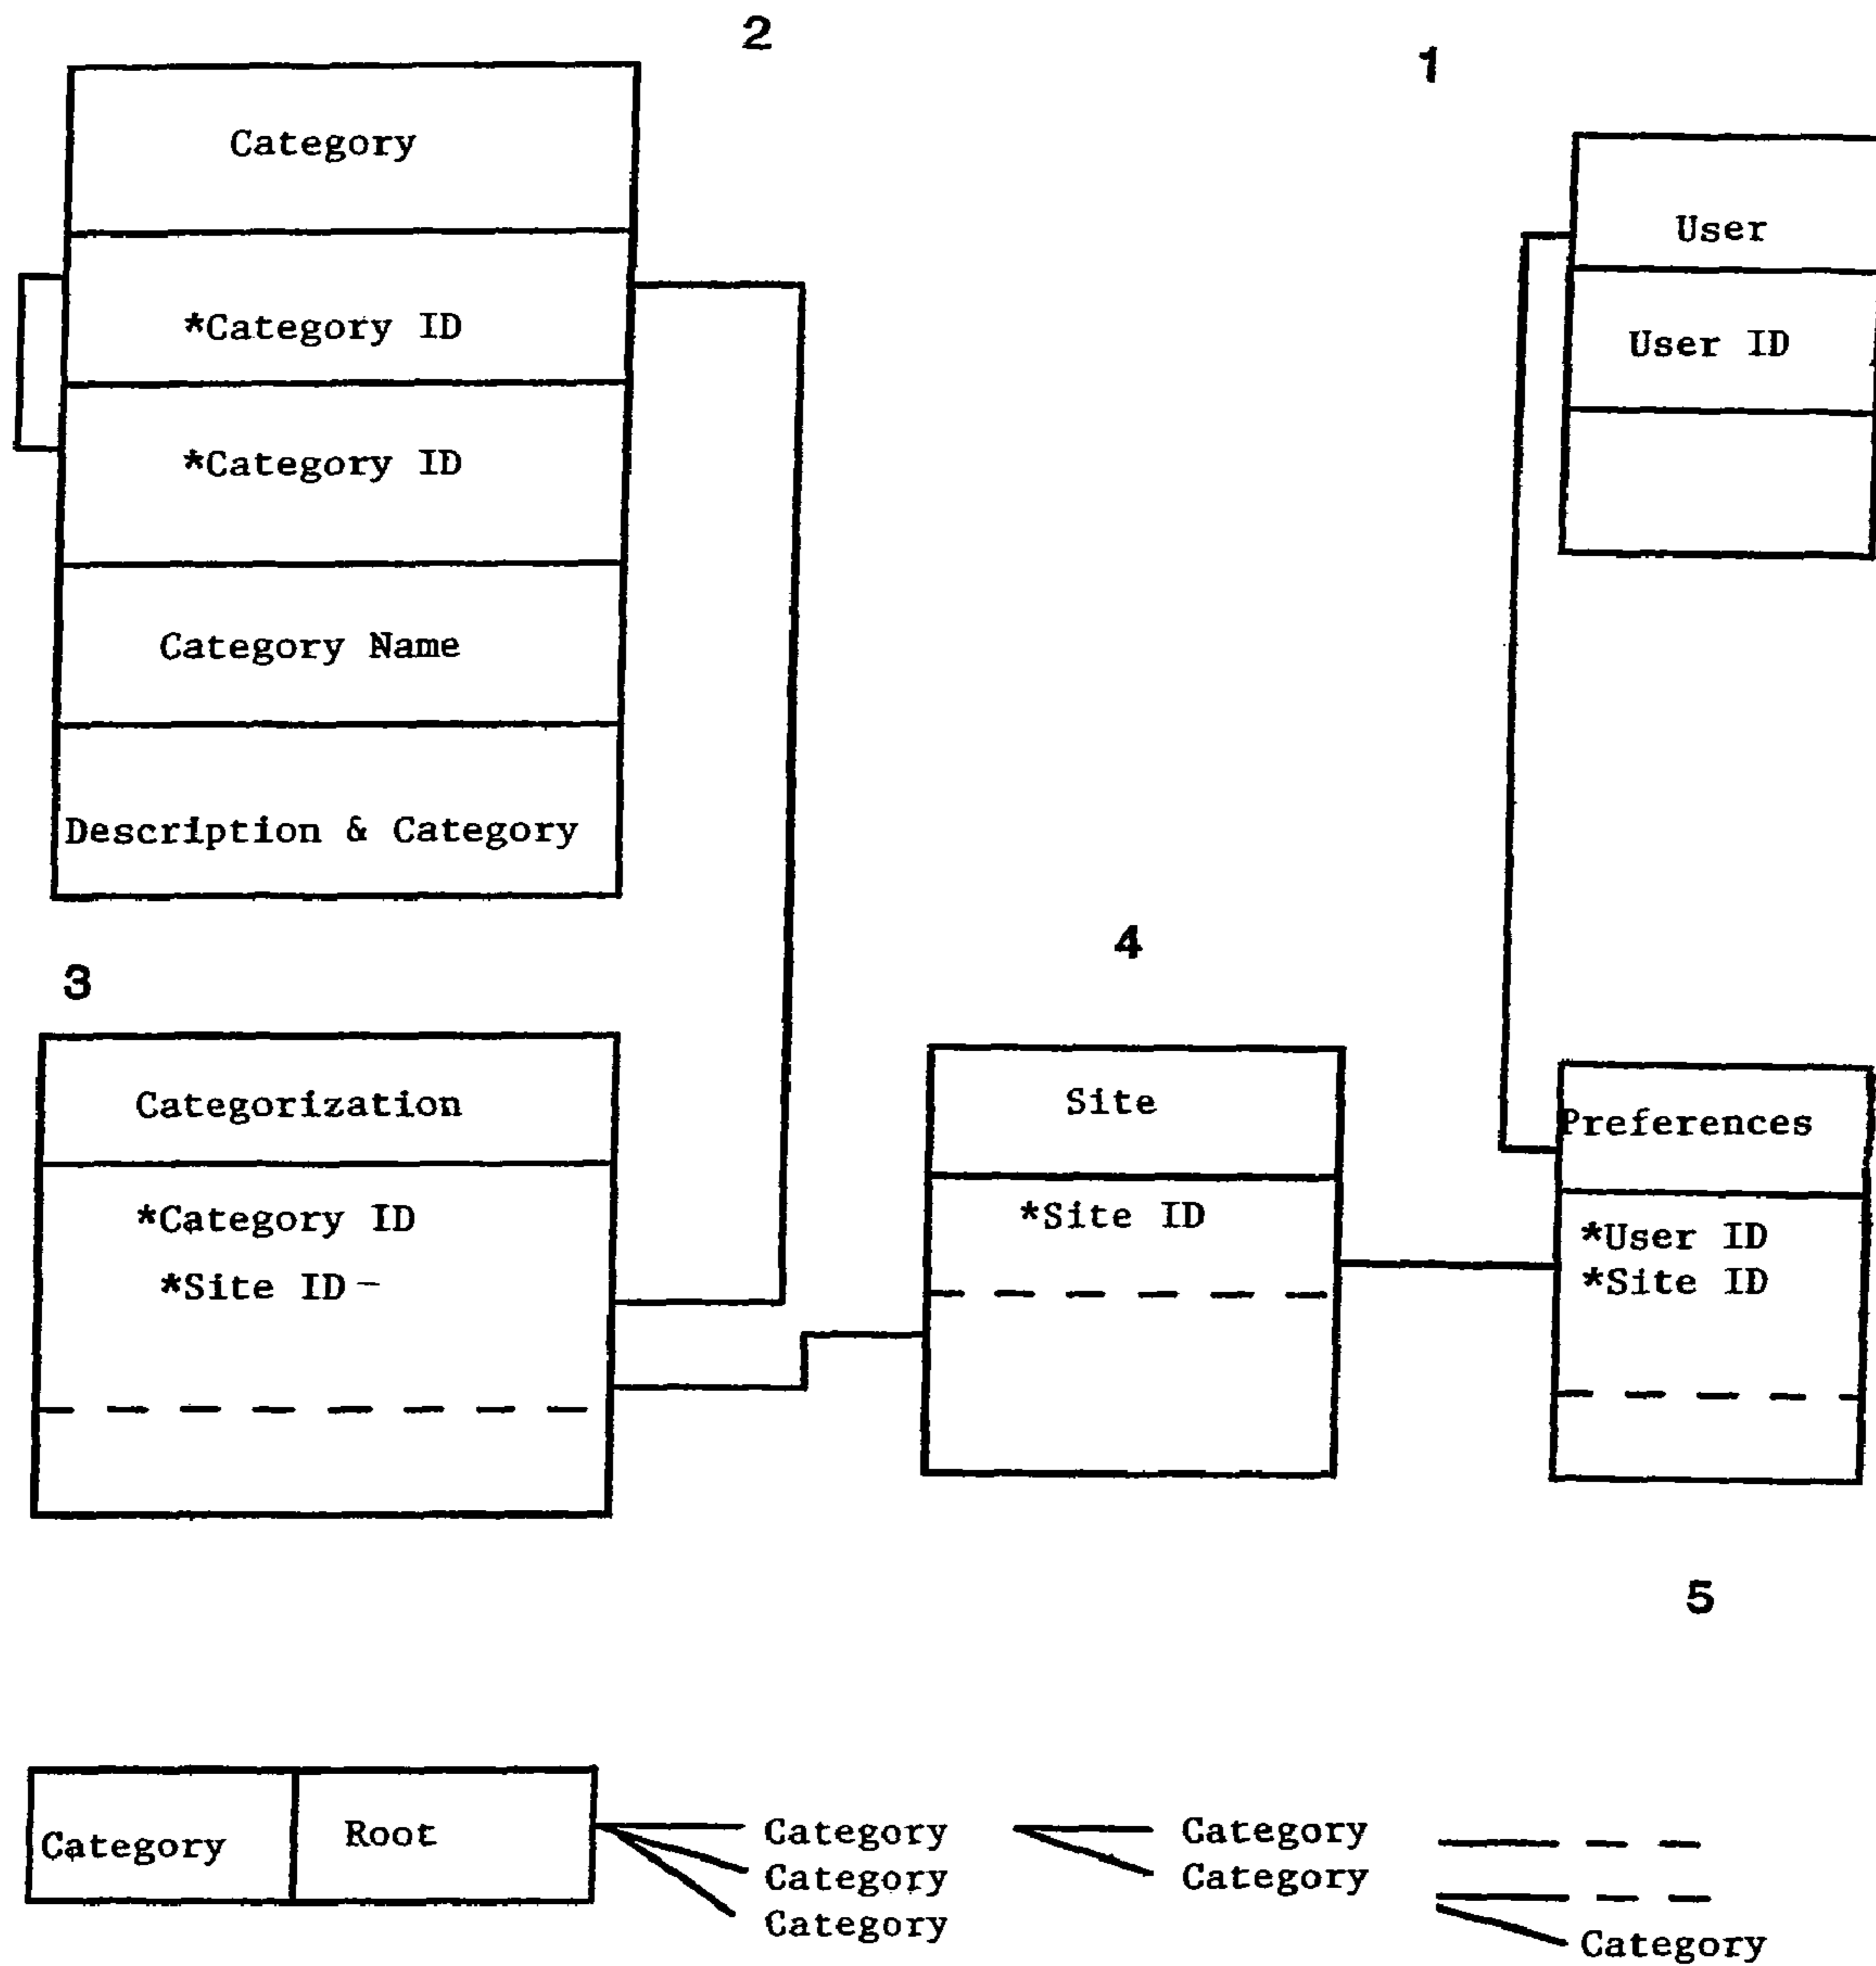 2
1
Category
*Category ID
*Category ID
Category Name
Description & Category
User
User ID
3
4
Categorization
*Category ID
*Site ID
Site
*Site ID
Preferences
*User ID
*Site ID
5
Category
Root
Category
Category
Category
Category
Category
Category